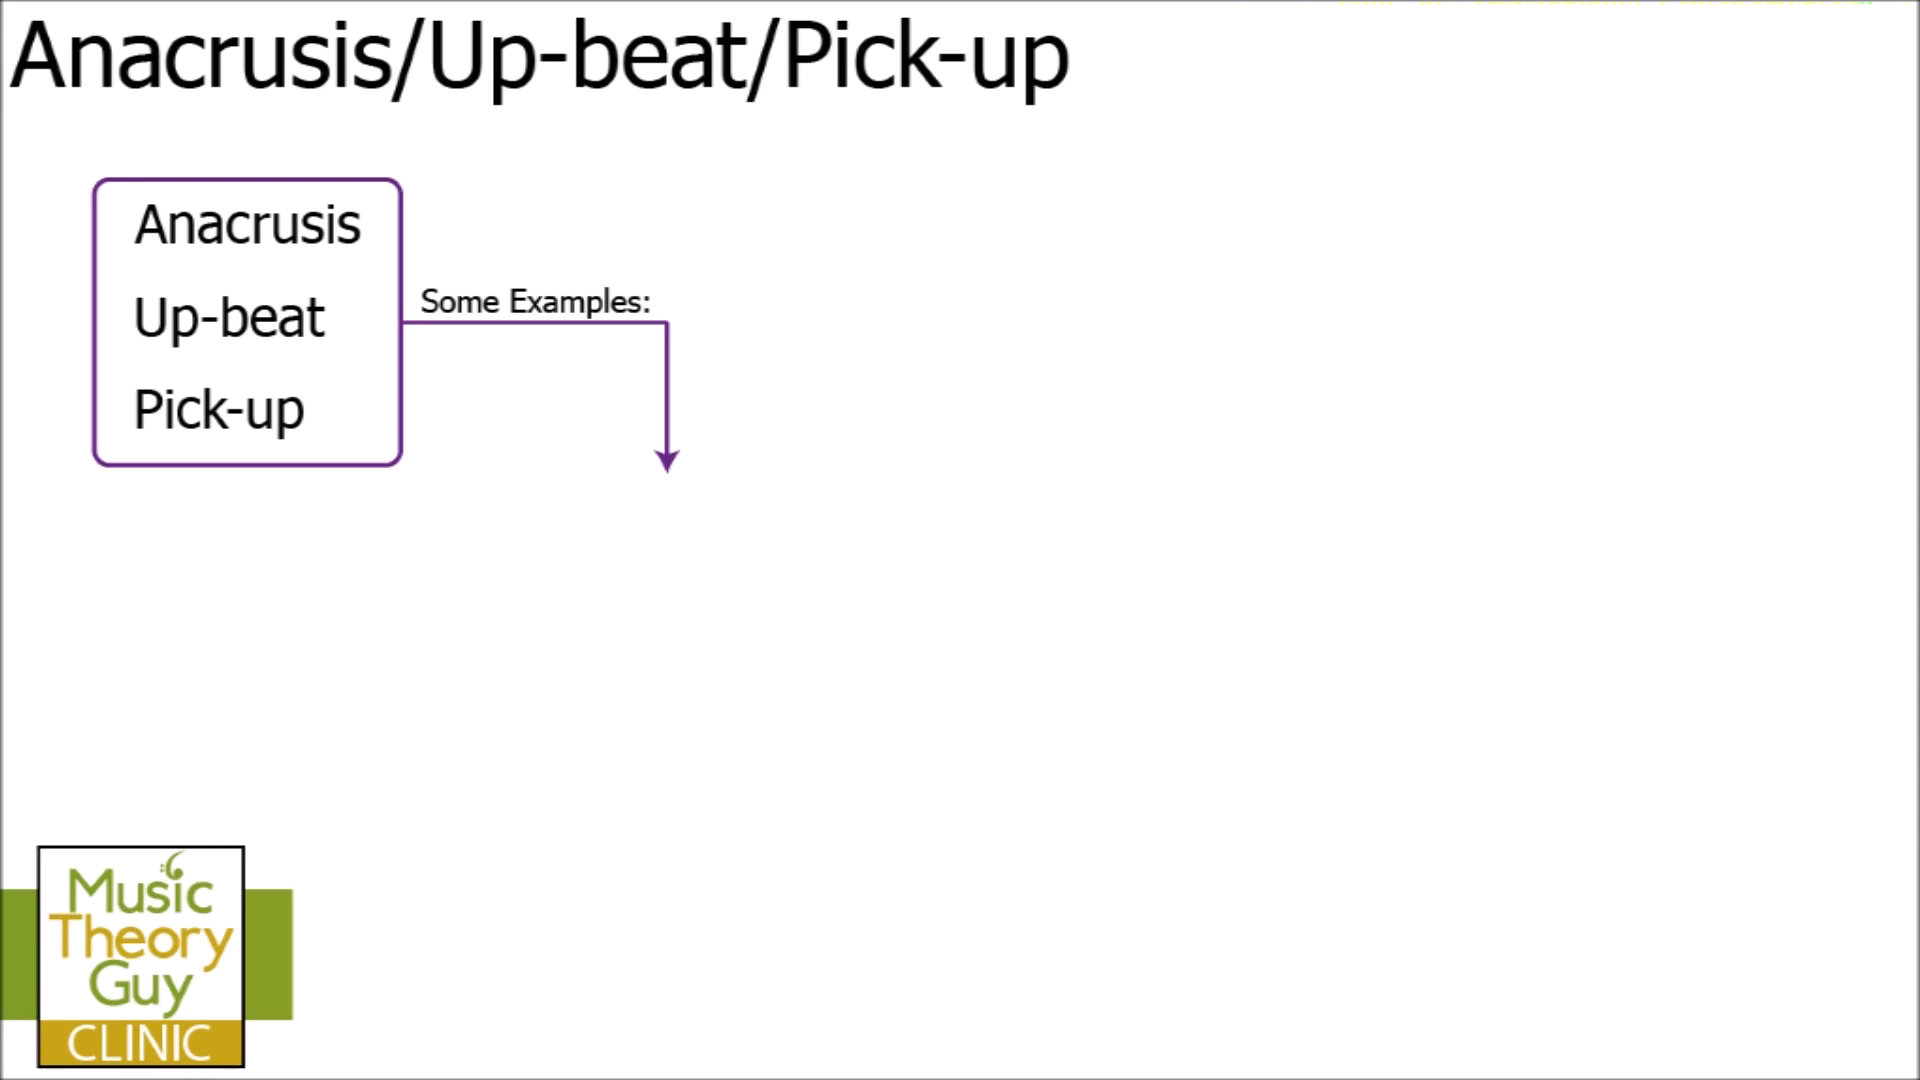 Anacrusis/Up-beat/Pick-up
Anacrusis
Up-beat
Pick-up
Some Examples:
Music
Theory
Guy
CLINIC